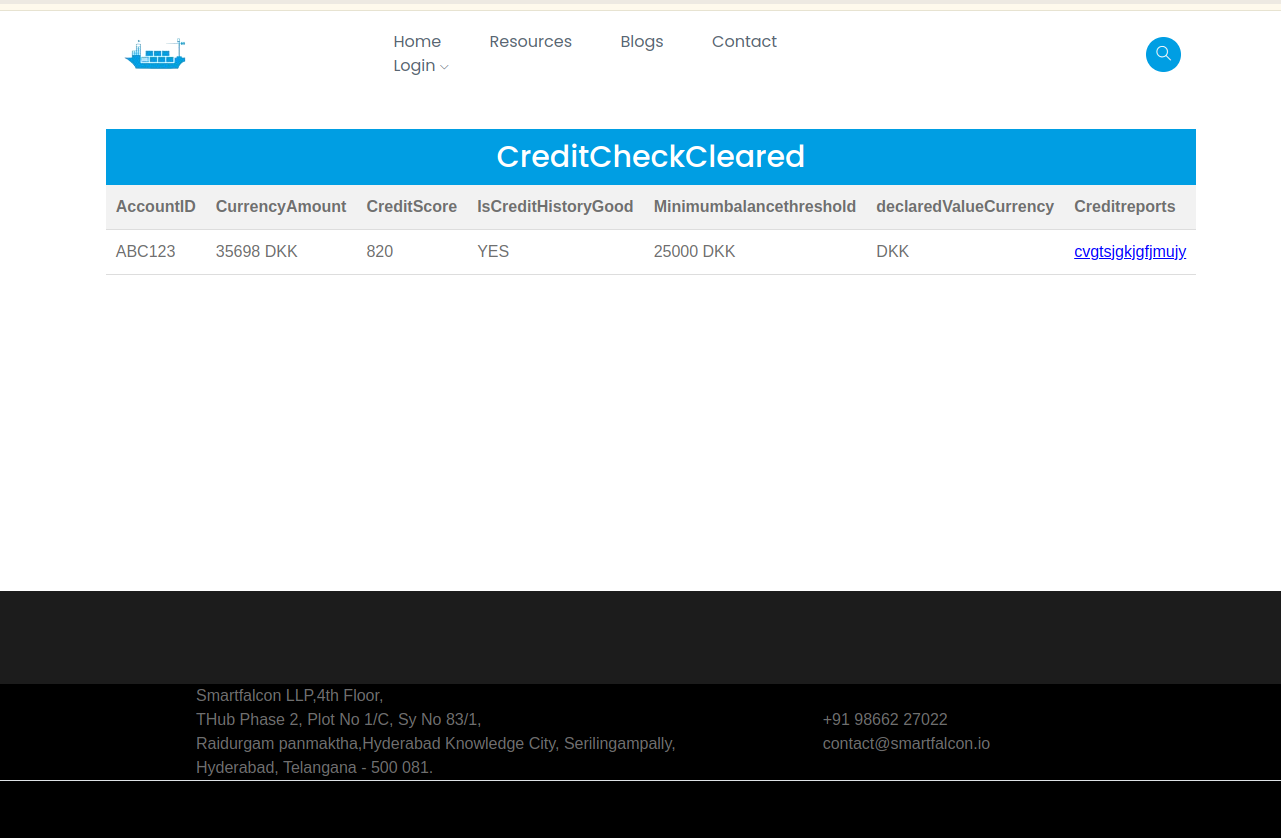 Home Resources Blogs Contact
Login
CreditCheckCleared
AccountID CurrencyAmount CreditScore IsCreditHistoryGood Minimumbalancethreshold declaredValueCurrency Creditreports
ABC123 35698 DKK 820 YES 25000 DKK DKK cvgtsjgkjgfjmujy
Smartfalcon LLP,4th Floor,
THub Phase 2, Plot No 1/C, Sy No 83/1,
Raidurgam panmaktha,Hyderabad Knowledge City, Serilingampally,
Hyderabad, Telangana - 500 081.
+91 98662 27022
contact@smartfalcon.io